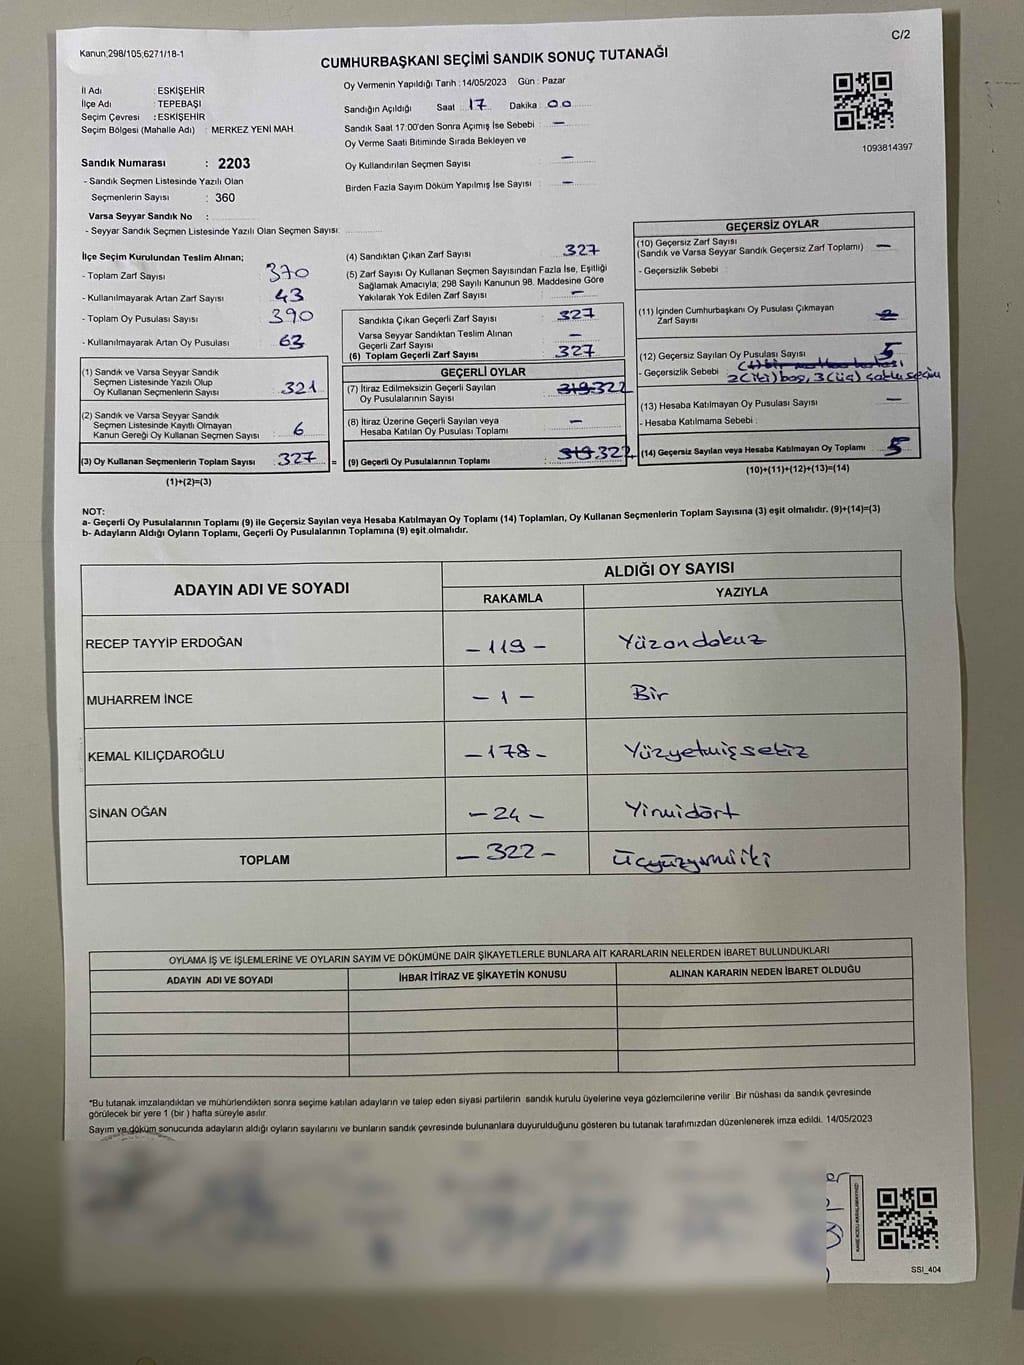 Kanun,298/105;6271/18-1
C/2
CUMHURBAŞKANI SEÇİMİ SANDIK SONUÇ TUTANAĞI
İl Adı : ESKİŞEHİR
İlçe Adı : TEPEBAŞI
Seçim Çevresi : ESKİŞEHİR
Seçim Bölgesi (Mahalle Adı) : MERKEZ YENİ MAH.
Sandık Numarası : 2203
- Sandık Seçmen Listesinde Yazılı Olan
Seçmenlerin Sayısı : 360
Varsa Seyyar Sandık No :
- Seyyar Sandık Seçmen Listesinde Yazılı Olan Seçmen Sayısı:
Oy Vermenin Yapıldığı Tarih : 14/05/2023 Gün : Pazar
Sandığın Açıldığı Saat 17 Dakika : 00
Sandık Saat 17:00'den Sonra Açımış İse Sebebi : —
Oy Verme Saati Bitiminde Sırada Bekleyen ve
Oy Kullandırılan Seçmen Sayısı —
Birden Fazla Sayım Döküm Yapılmış İse Sayısı : —
1093814397
İlçe Seçim Kurulundan Teslim Alınan;
- Toplam Zarf Sayısı : 370
- Kullanılmayarak Artan Zarf Sayısı : 43
- Toplam Oy Pusulası Sayısı : 390
- Kullanılmayarak Artan Oy Pusulası : 63
(1) Sandık ve Varsa Seyyar Sandık
Seçmen Listesinde Yazılı Olup
Oy Kullanan Seçmenlerin Sayısı : 321
(2) Sandık ve Varsa Seyyar Sandık
Seçmen Listesinde Kayıtlı Olmayan
Kanun Gereği Oy Kullanan Seçmen Sayısı : 6
(3) Oy Kullanan Seçmenlerin Toplam Sayısı : 327 =
(1)+(2)=(3)
(4) Sandıktan Çıkan Zarf Sayısı : 327
(5) Zarf Sayısı Oy Kullanan Seçmen Sayısından Fazla İse, Eşitliği
Sağlamak Amacıyla; 298 Sayılı Kanunun 98. Maddesine Göre
Yakılarak Yok Edilen Zarf Sayısı : —
Sandıkta Çıkan Geçerli Zarf Sayısı : 327
Varsa Seyyar Sandıktan Teslim Alınan
Geçerli Zarf Sayısı : —
(6) Toplam Geçerli Zarf Sayısı : 327
GEÇERLİ OYLAR
(7) İtiraz Edilmeksizin Geçerli Sayılan
Oy Pusulalarının Sayısı : 319 322
(8) İtiraz Üzerine Geçerli Sayılan veya
Hesaba Katılan Oy Pusulası Toplamı : —
(9) Geçerli Oy Pusulalarının Toplamı : 319 322
GEÇERSİZ OYLAR
(10) Geçersiz Zarf Sayısı
(Sandık ve Varsa Seyyar Sandık Geçersiz Zarf Toplamı) —
- Geçersizlik Sebebi :
(11) İçinden Cumhurbaşkanı Oy Pusulası Çıkmayan
Zarf Sayısı
(12) Geçersiz Sayılan Oy Pusulası Sayısı : 5
- Geçersizlik Sebebi : 2(iki) boş, 3(üç) çoklu seçim
(13) Hesaba Katılmayan Oy Pusulası Sayısı : —
- Hesaba Katılmama Sebebi :
(14) Geçersiz Sayılan veya Hesaba Katılmayan Oy Toplamı : 5
(10)+(11)+(12)+(13)=(14)
NOT:
a- Geçerli Oy Pusulalarının Toplamı (9) ile Geçersiz Sayılan veya Hesaba Katılmayan Oy Toplamı (14) Toplamları, Oy Kullanan Seçmenlerin Toplam Sayısına (3) eşit olmalıdır. (9)+(14)=(3)
b- Adayların Aldığı Oyların Toplamı, Geçerli Oy Pusulalarının Toplamına (9) eşit olmalıdır.
ADAYIN ADI VE SOYADI
ALDIĞI OY SAYISI
RAKAMLA YAZIYLA
RECEP TAYYİP ERDOĞAN – 119 – Yüzondokuz
MUHARREM İNCE – 1 – Bir
KEMAL KILIÇDAROĞLU – 178 – Yüzyetmişsekiz
SİNAN OĞAN – 24 – Yirmidört
TOPLAM – 322 – Üçyüzyirmiiki
OYLAMA İŞ VE İŞLEMLERİNE VE OYLARIN SAYIM VE DÖKÜMÜNE DAİR ŞİKAYETLERLE BUNLARA AİT KARARLARIN NELERDEN İBARET BULUNDUKLARI
ADAYIN ADI VE SOYADI İHBAR İTİRAZ VE ŞİKAYETİN KONUSU ALINAN KARARIN NEDEN İBARET OLDUĞU
*Bu tutanak imzalandıktan ve mühürlendikten sonra seçime katılan adayların ve talep eden siyasi partilerin sandık kurulu üyelerine veya gözlemcilerine verilir .Bir nüshası da sandık çevresinde
görülecek bir yere 1 (bir ) hafta süreyle asılır.
Sayım ve döküm sonucunda adayların aldığı oyların sayılarını ve bunların sandık çevresinde bulunanlara duyurulduğunu gösteren bu tutanak tarafımızdan düzenlenerek imza edildi. 14/05/2023
SSI_404